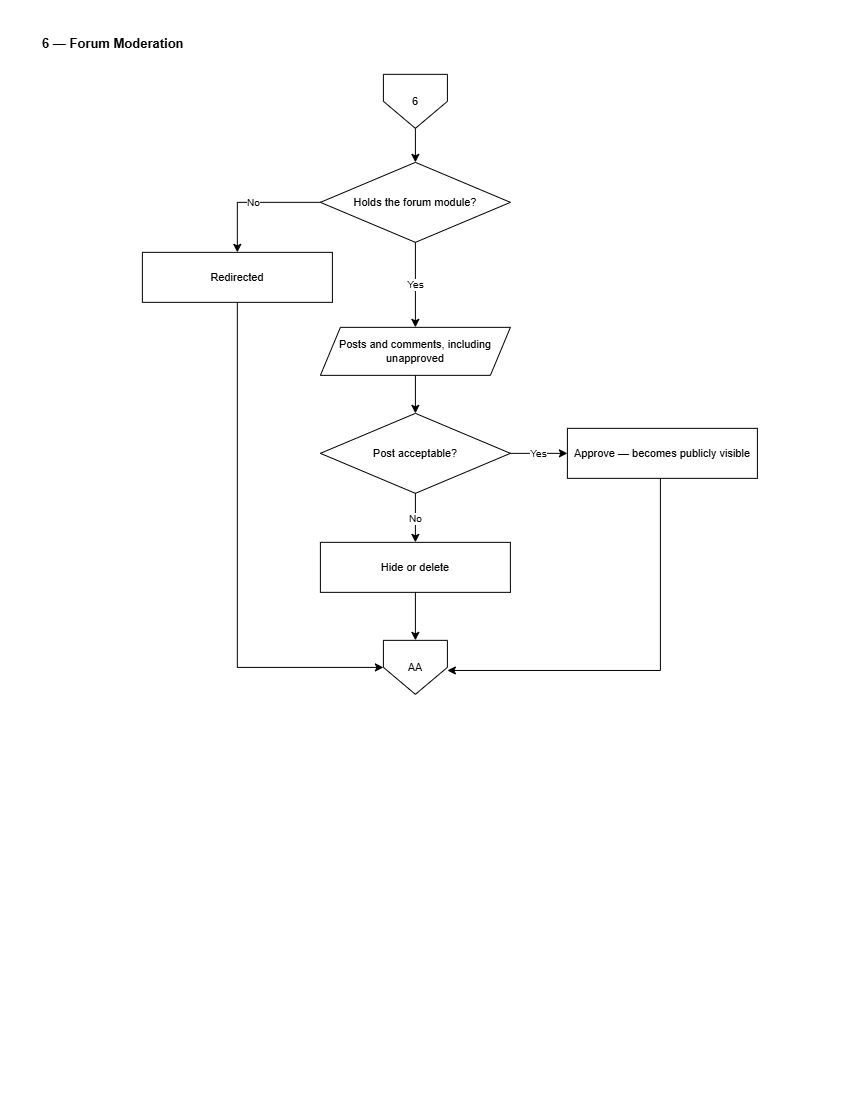 6 — Forum Moderation
6
Holds the forum module?
No
Redirected
Yes
Posts and comments, including
unapproved
Post acceptable?
Yes
Approve — becomes publicly visible
No
Hide or delete
AA